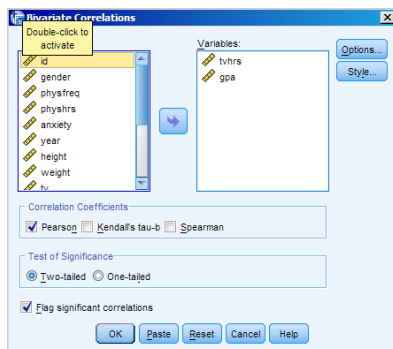 Bivariate Correlations
Double-click to
activate
Variables:
id
gender
physfreq
physhrs
anxiety
year
height
weight
tv
tvhrs
gpa
Options...
Style...
Correlation Coefficients
Pearson Kendall's tau-b Spearman
Test of Significance
Two-tailed One-tailed
Flag significant correlations
OK Paste Reset Cancel Help